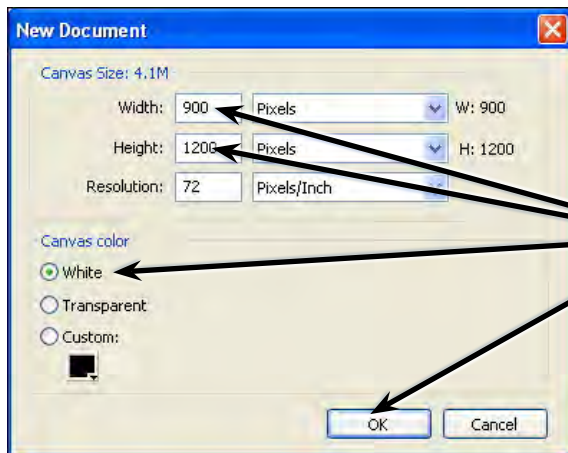 New Document
Canvas Size: 4.1M
Width: 900 Pixels W: 900
Height: 1200 Pixels H: 1200
Resolution: 72 Pixels/Inch
Canvas color
White
Transparent
Custom:
OK Cancel